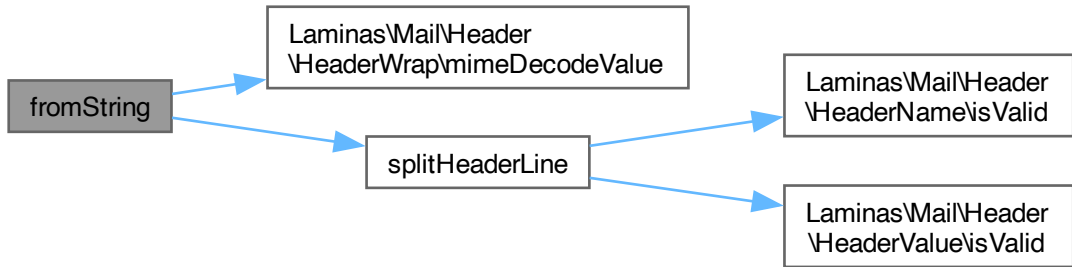 Laminas\Mail\Header
\HeaderWrap\mimeDecodeValue
fromString
splitHeaderLine
Laminas\Mail\Header
\HeaderName\isValid
Laminas\Mail\Header
\HeaderValue\isValid